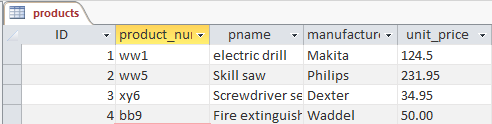 products
ID product_nu pname manufacture unit_price
1 ww1 electric drill Makita 124.5
2 ww5 Skill saw Philips 231.95
3 xy6 Screwdriver se Dexter 34.95
4 bb9 Fire extinguish Waddel 50.00